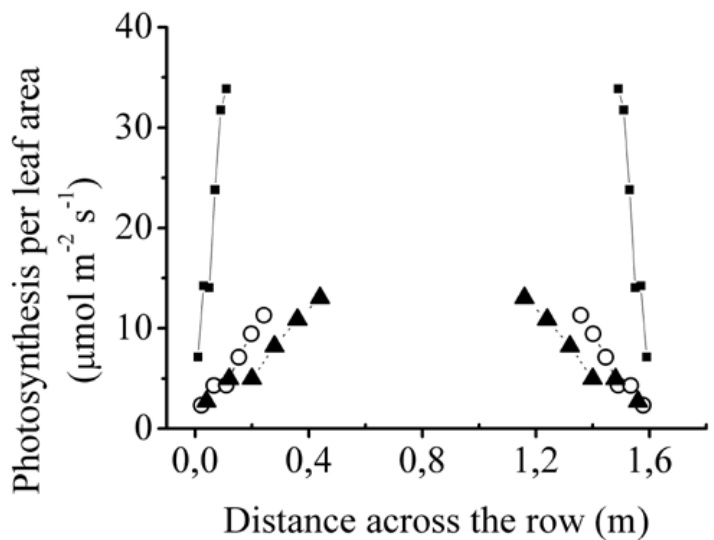 Photosynthesis per leaf area
(μmol m⁻² s⁻¹)
40
30
20
10
0
0,0 0,4 0,8 1,2 1,6
Distance across the row (m)